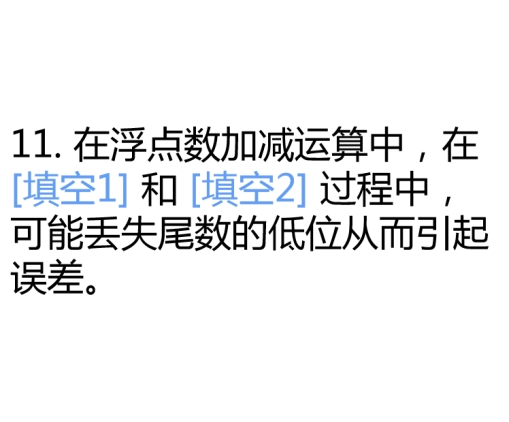 11. 在浮点数加减运算中，在
[填空1] 和 [填空2] 过程中，
可能丢失尾数的低位从而引起
误差。